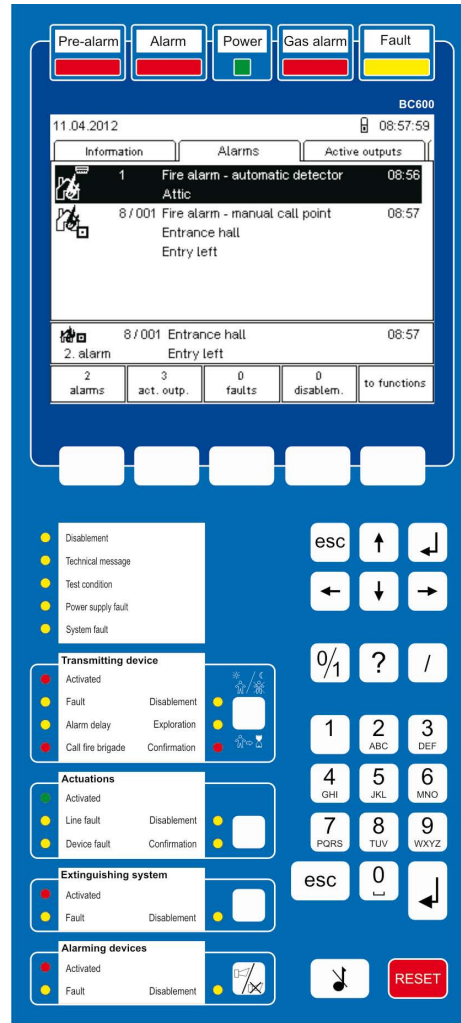 Pre-alarm Alarm Power Gas alarm Fault
BC600
11.04.2012 08:57:59
Information Alarms Active outputs
1 Fire alarm - automatic detector 08:56
Attic
8/001 Fire alarm - manual call point 08:57
Entrance hall
Entry left
8/001 Entrance hall 08:57
2. alarm Entry left
2 3 0 0 to functions
alarms act. outp. faults disablem.
Disablement
Technical message
Test condition
Power supply fault
System fault
esc
0/1 ? /
Transmitting device
Activated
Fault Disablement
Alarm delay Exploration
Call fire brigade Confirmation
1 2 3
ABC DEF
4 5 6
GHI JKL MNO
7 8 9
PQRS TUV WXYZ
esc 0
Actuations
Activated
Line fault Disablement
Device fault Confirmation
Extinguishing system
Activated
Fault Disablement
Alarming devices
Activated
Fault Disablement
RESET